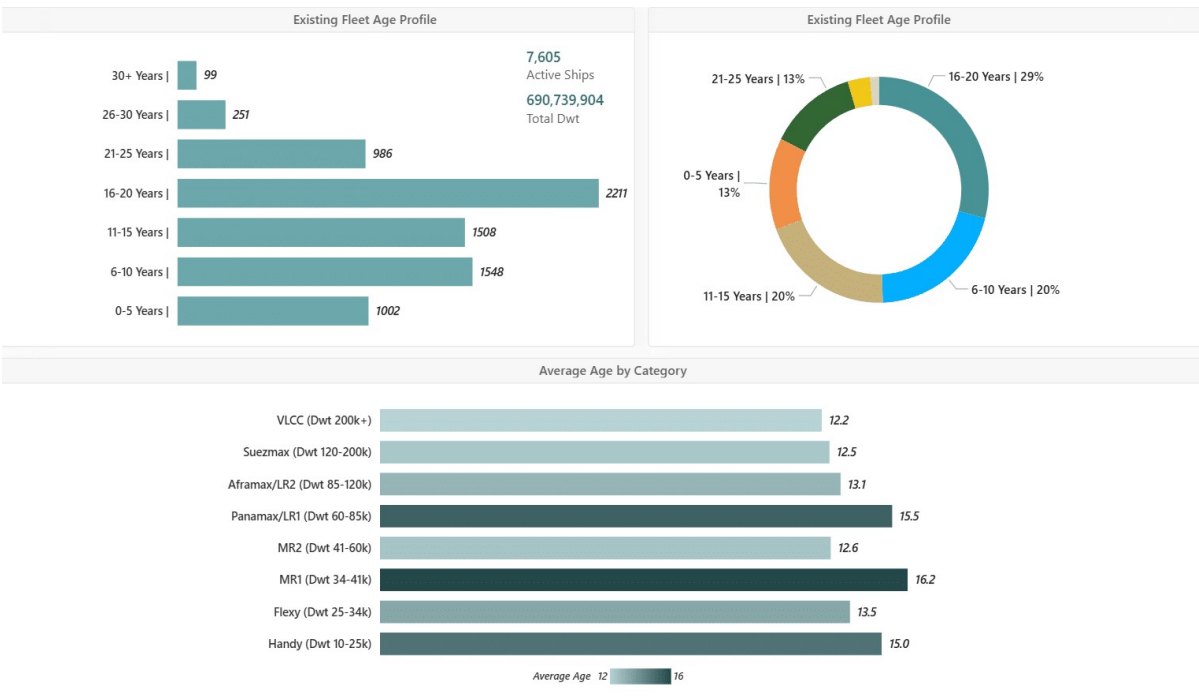 Existing Fleet Age Profile
7,605
Active Ships
690,739,904
Total Dwt
30+ Years | 99
26-30 Years | 251
21-25 Years | 986
16-20 Years | 2211
11-15 Years | 1508
6-10 Years | 1548
0-5 Years | 1002
Existing Fleet Age Profile
21-25 Years | 13%
16-20 Years | 29%
0-5 Years |
13%
11-15 Years | 20%
6-10 Years | 20%
Average Age by Category
VLCC (Dwt 200k+) 12.2
Suezmax (Dwt 120-200k) 12.5
Aframax/LR2 (Dwt 85-120k) 13.1
Panamax/LR1 (Dwt 60-85k) 15.5
MR2 (Dwt 41-60k) 12.6
MR1 (Dwt 34-41k) 16.2
Flexy (Dwt 25-34k) 13.5
Handy (Dwt 10-25k) 15.0
Average Age 12 16